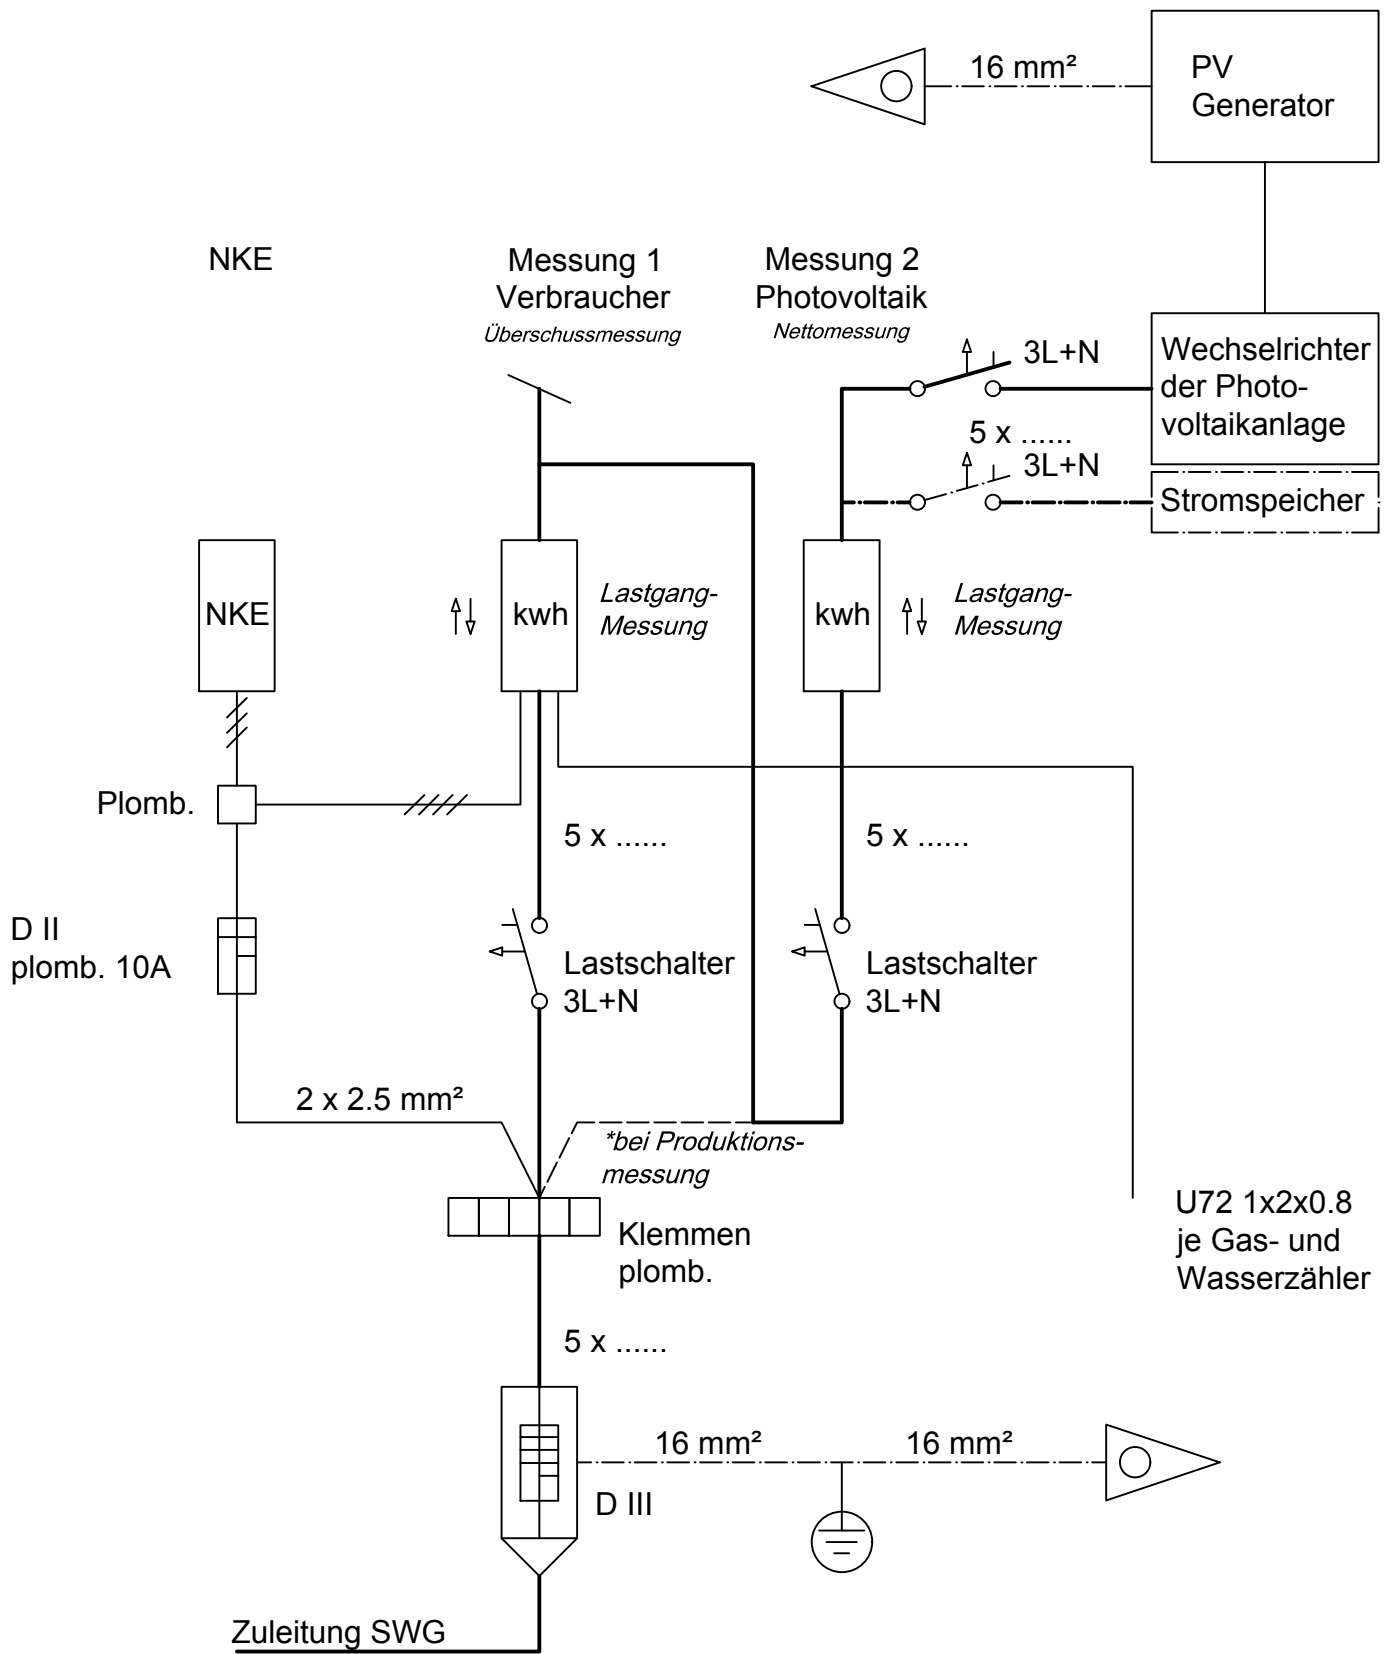 16 mm²
PV
Generator
NKE
Messung 1
Verbraucher
Überschussmessung
Messung 2
Photovoltaik
Nettomessung
3L+N
Wechselrichter
der Photo-
voltaikanlage
5 x ......
3L+N
Stromspeicher
NKE
kwh
Lastgang-
Messung
kwh
Lastgang-
Messung
Plomb.
5 x ......
5 x ......
D II
plomb. 10A
Lastschalter
3L+N
Lastschalter
3L+N
2 x 2.5 mm²
*bei Produktions-
messung
Klemmen
plomb.
U72 1x2x0.8
je Gas- und
Wasserzähler
5 x ......
16 mm²
16 mm²
D III
Zuleitung SWG